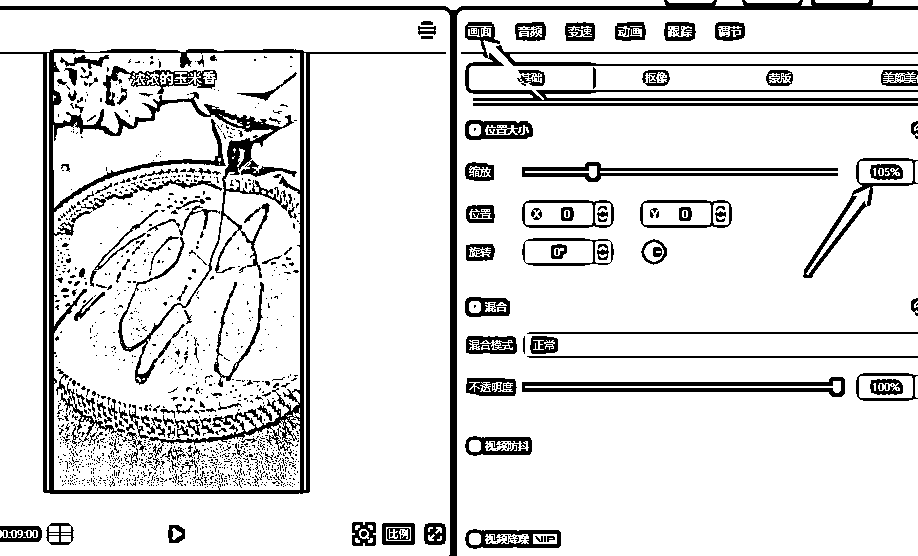 浓浓的玉米香
00:09:00
比例
画面 音频 变速 动画 跟踪 调节
基础 抠像 蒙版 美颜美
位置大小
缩放 105%
位置 X 0 Y 0
旋转 0°
混合
混合模式 正常
不透明度 100%
视频防抖
视频降噪 VIP